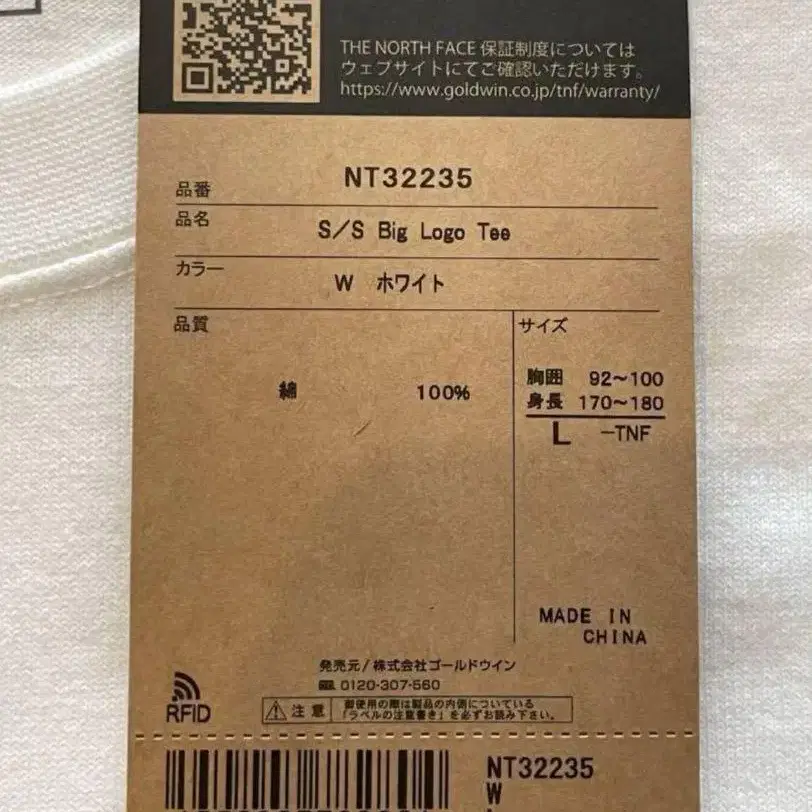 THE NORTH FACE 保証制度については
ウェブサイトにてご確認いただけます。
https://www.goldwin.co.jp/tnf/warranty/
品番 NT32235
品名 S/S Big Logo Tee
カラー W ホワイト
品質 サイズ
綿 100%
胸囲 92~100
身長 170~180
L -TNF
MADE IN
CHINA
発売元/株式会社ゴールドウイン
0120-307-560
RFID
注意
御使用の際は製品の内側についている
「ラベルの注意書き」を必ずお読み下さい。
NT32235
W